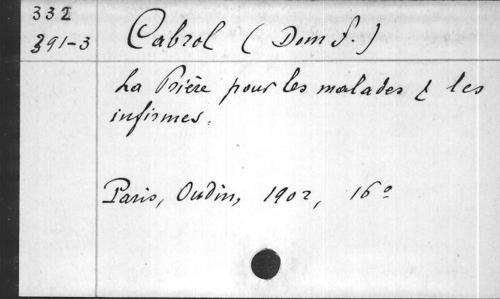 332
391-3
Cabrol (Dom F.)
La Prière pour les malades & les
infirmes.
Paris, Oudin, 1902, 16º